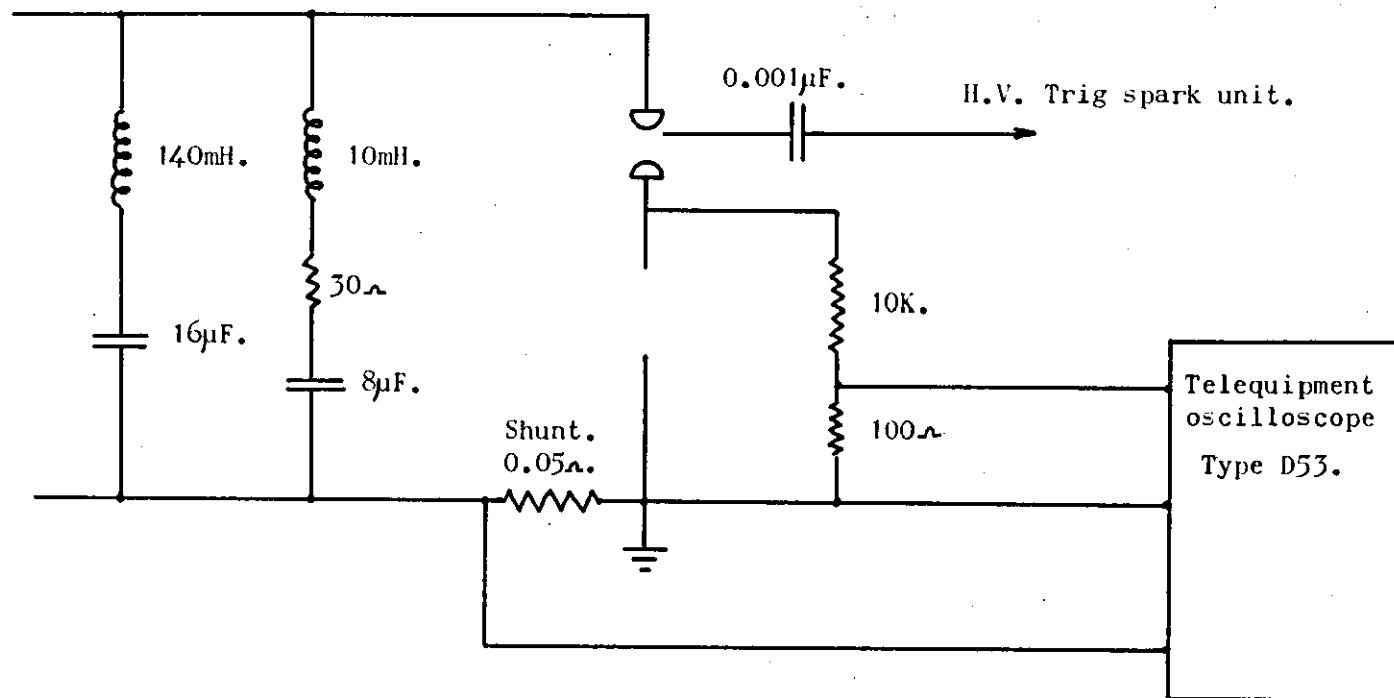 0.001µF.
H.V. Trig spark unit.
140mH.
10mH.
30Ω
10K.
16µF.
8µF.
Telequipment
oscilloscope
Type D53.
Shunt.
0.05Ω.
100Ω